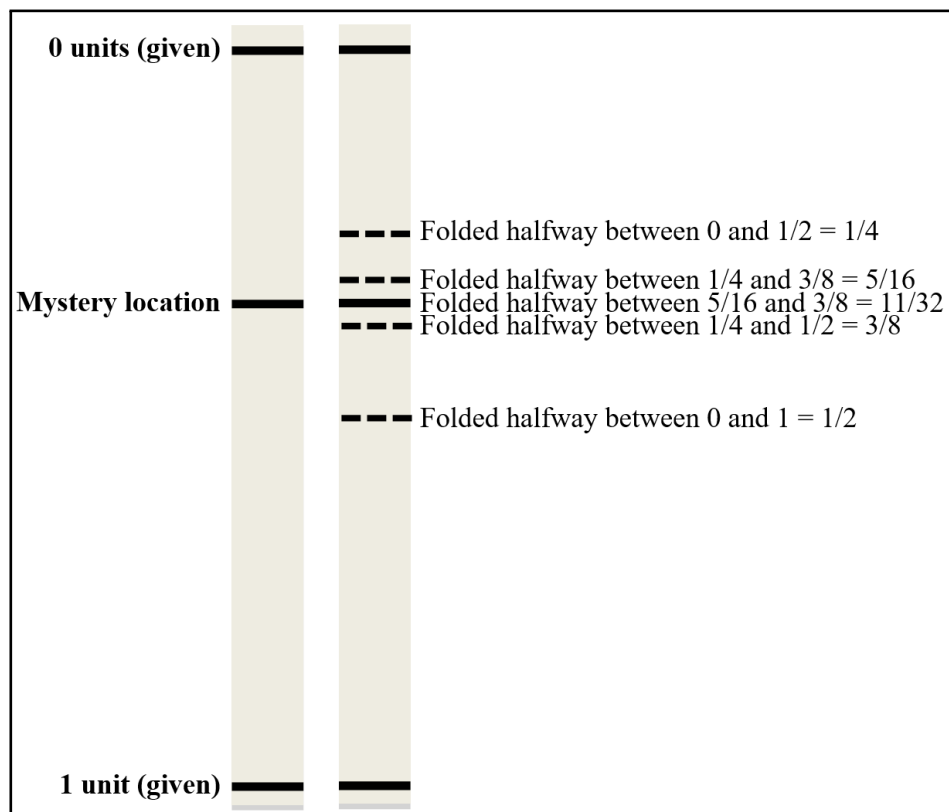 0 units (given)
Folded halfway between 0 and 1/2 = 1/4
Folded halfway between 1/4 and 3/8 = 5/16
Mystery location
Folded halfway between 5/16 and 3/8 = 11/32
Folded halfway between 1/4 and 1/2 = 3/8
Folded halfway between 0 and 1 = 1/2
1 unit (given)